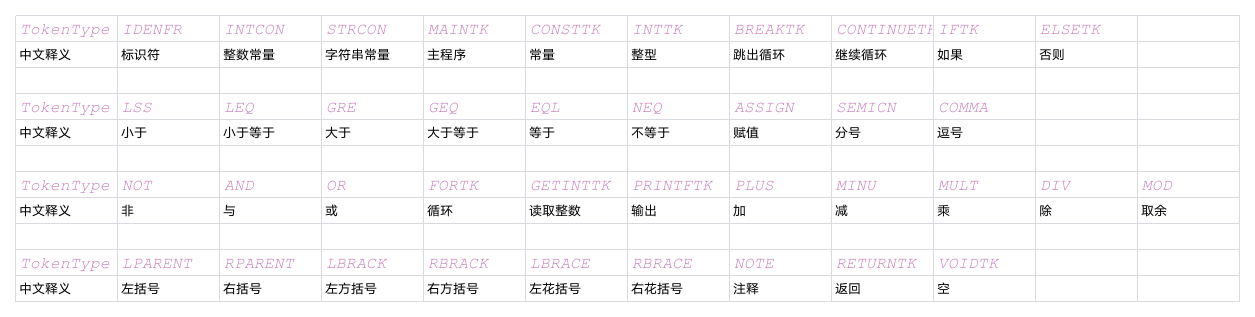 TokenType IDENFR INTCON STRCON MAINTK CONSTTK INTTK BREAKTK CONTINUETK IFTK ELSETK
中文释义 标识符 整数常量 字符串常量 主程序 常量 整型 跳出循环 继续循环 如果 否则
TokenType LSS LEQ GRE GEQ EQL NEQ ASSIGN SEMICN COMMA
中文释义 小于 小于等于 大于 大于等于 等于 不等于 赋值 分号 逗号
TokenType NOT AND OR FORTK GETINTTK PRINTFTK PLUS MINU MULT DIV MOD
中文释义 非 与 或 循环 读取整数 输出 加 减 乘 除 取余
TokenType LPARENT RPARENT LBRACK RBRACK LBRACE RBRACE NOTE RETURNTK VOIDTK
中文释义 左括号 右括号 左方括号 右方括号 左花括号 右花括号 注释 返回 空